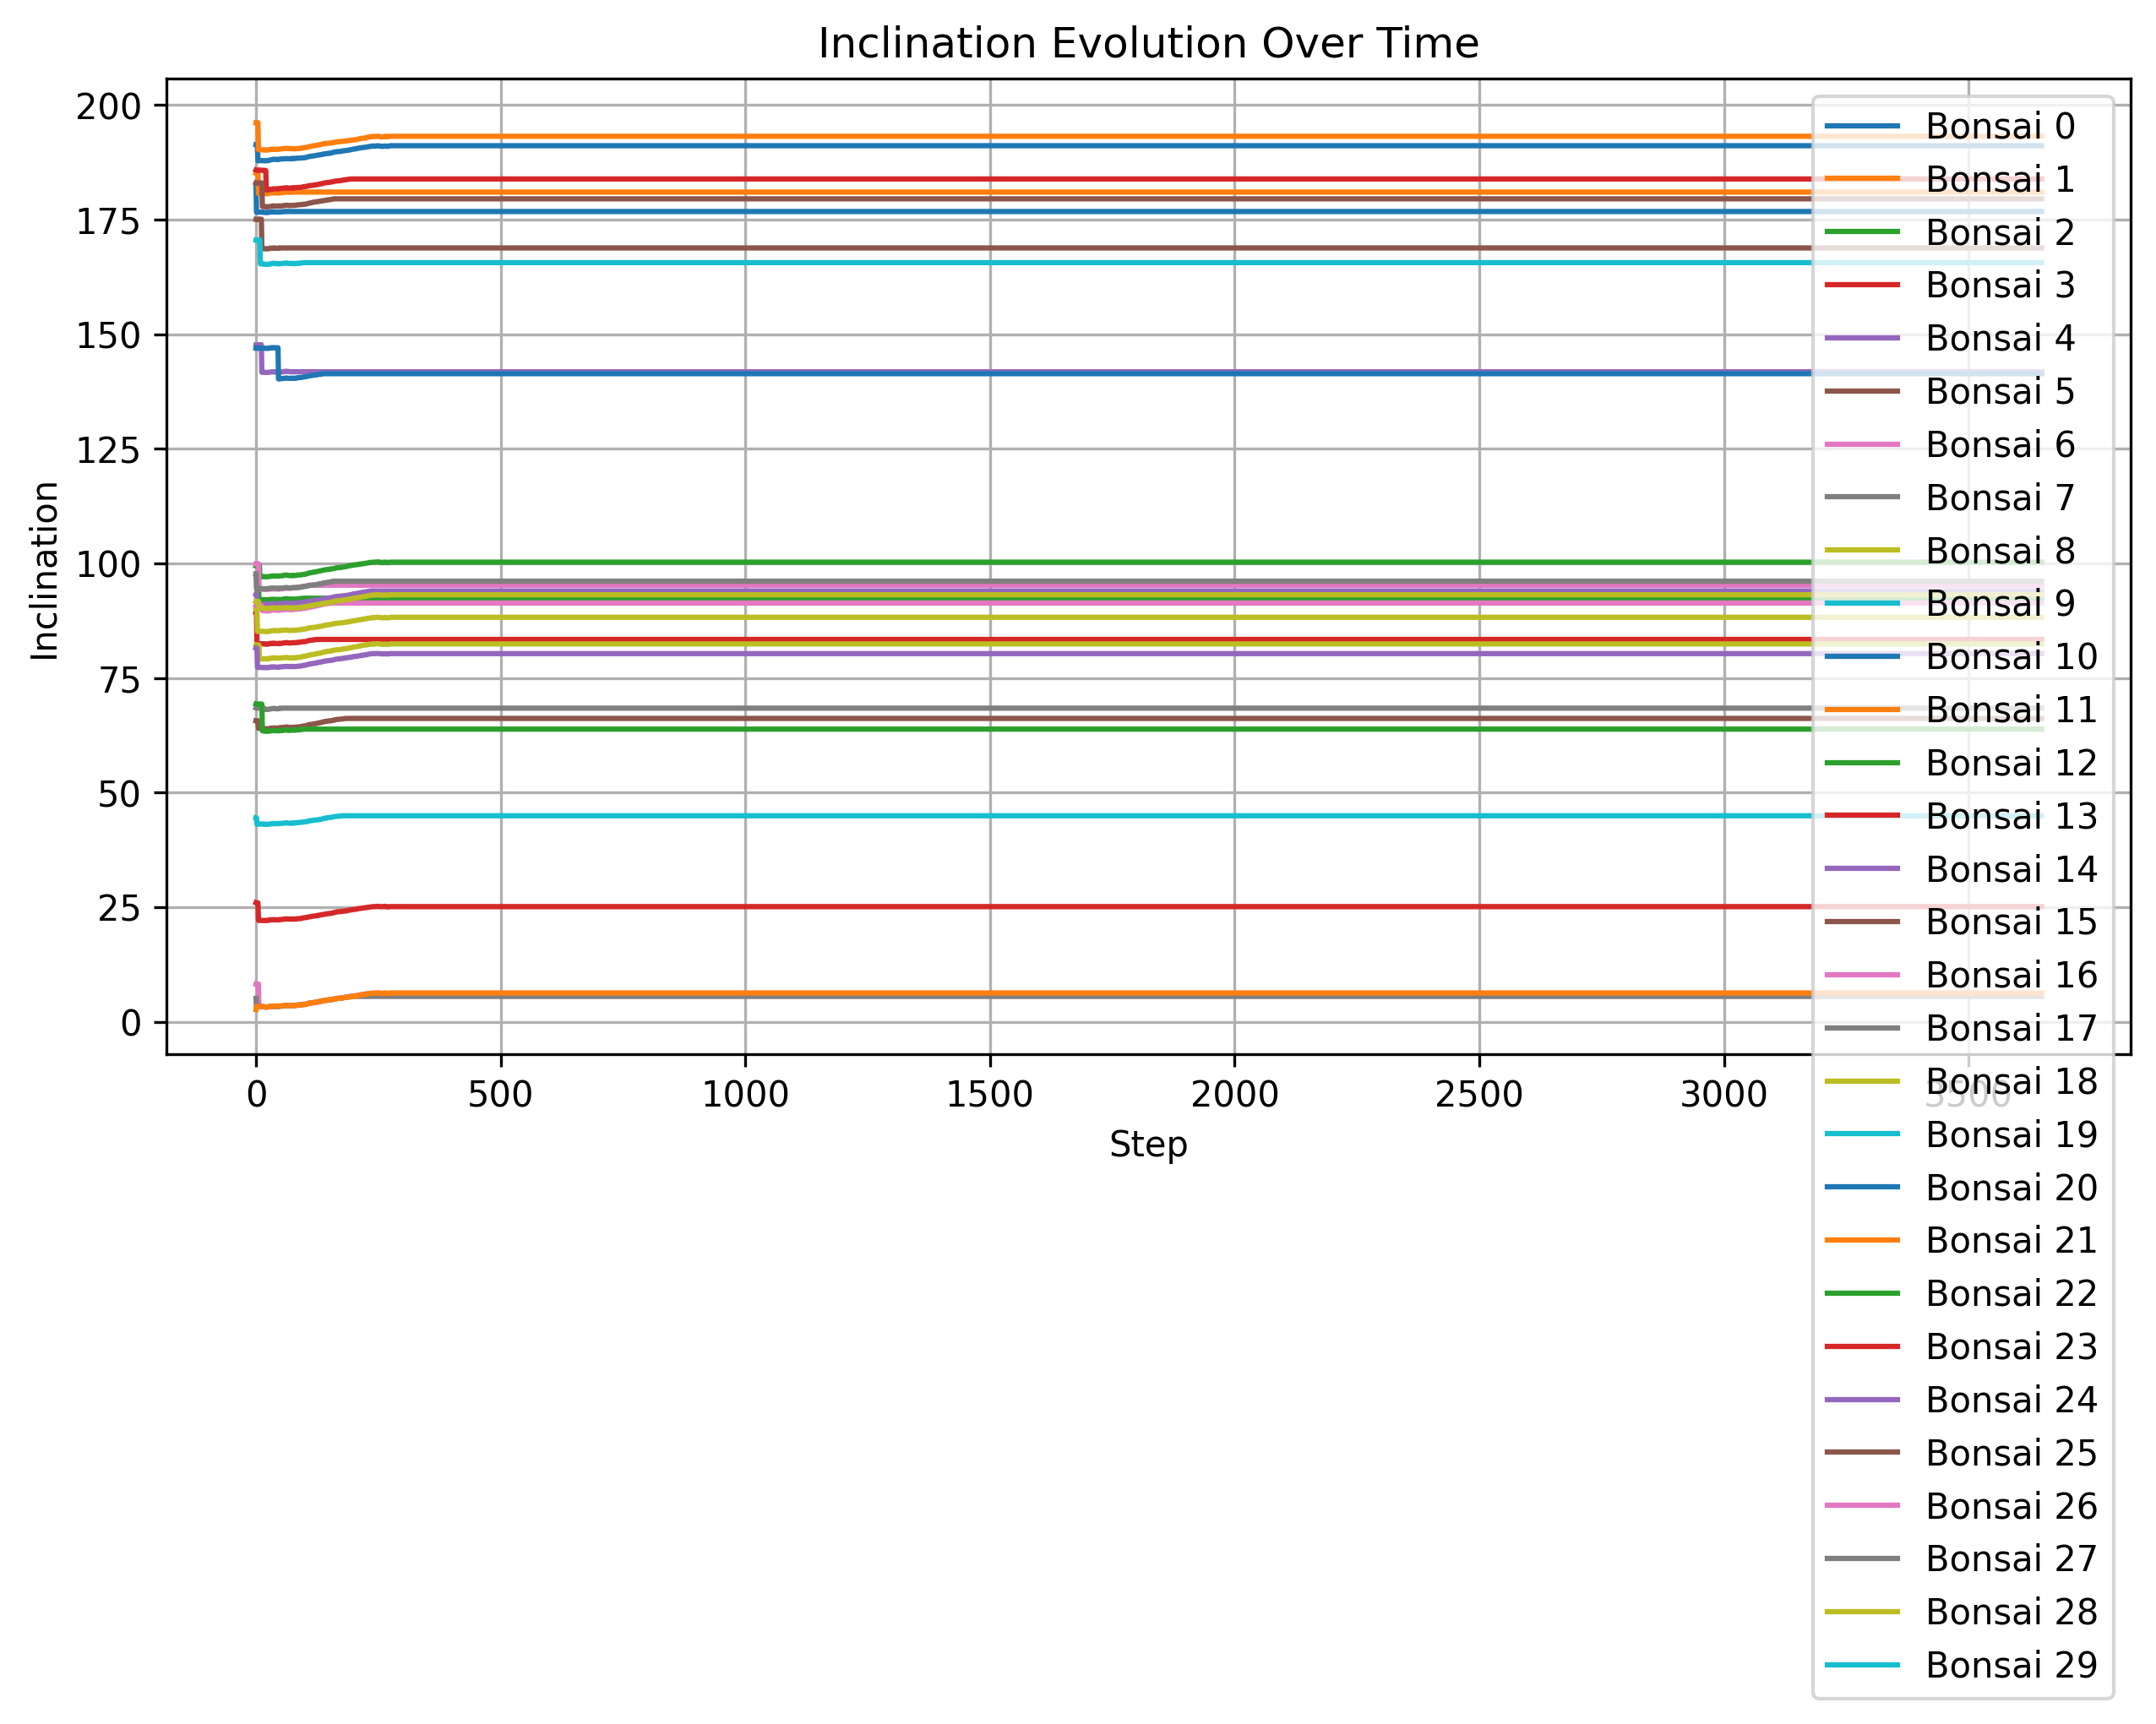 Inclination Evolution Over Time
Inclination
200
175
150
125
100
75
50
25
0
0 500 1000 1500 2000 2500 3000 3500
Step
Bonsai 0
Bonsai 1
Bonsai 2
Bonsai 3
Bonsai 4
Bonsai 5
Bonsai 6
Bonsai 7
Bonsai 8
Bonsai 9
Bonsai 10
Bonsai 11
Bonsai 12
Bonsai 13
Bonsai 14
Bonsai 15
Bonsai 16
Bonsai 17
Bonsai 18
Bonsai 19
Bonsai 20
Bonsai 21
Bonsai 22
Bonsai 23
Bonsai 24
Bonsai 25
Bonsai 26
Bonsai 27
Bonsai 28
Bonsai 29